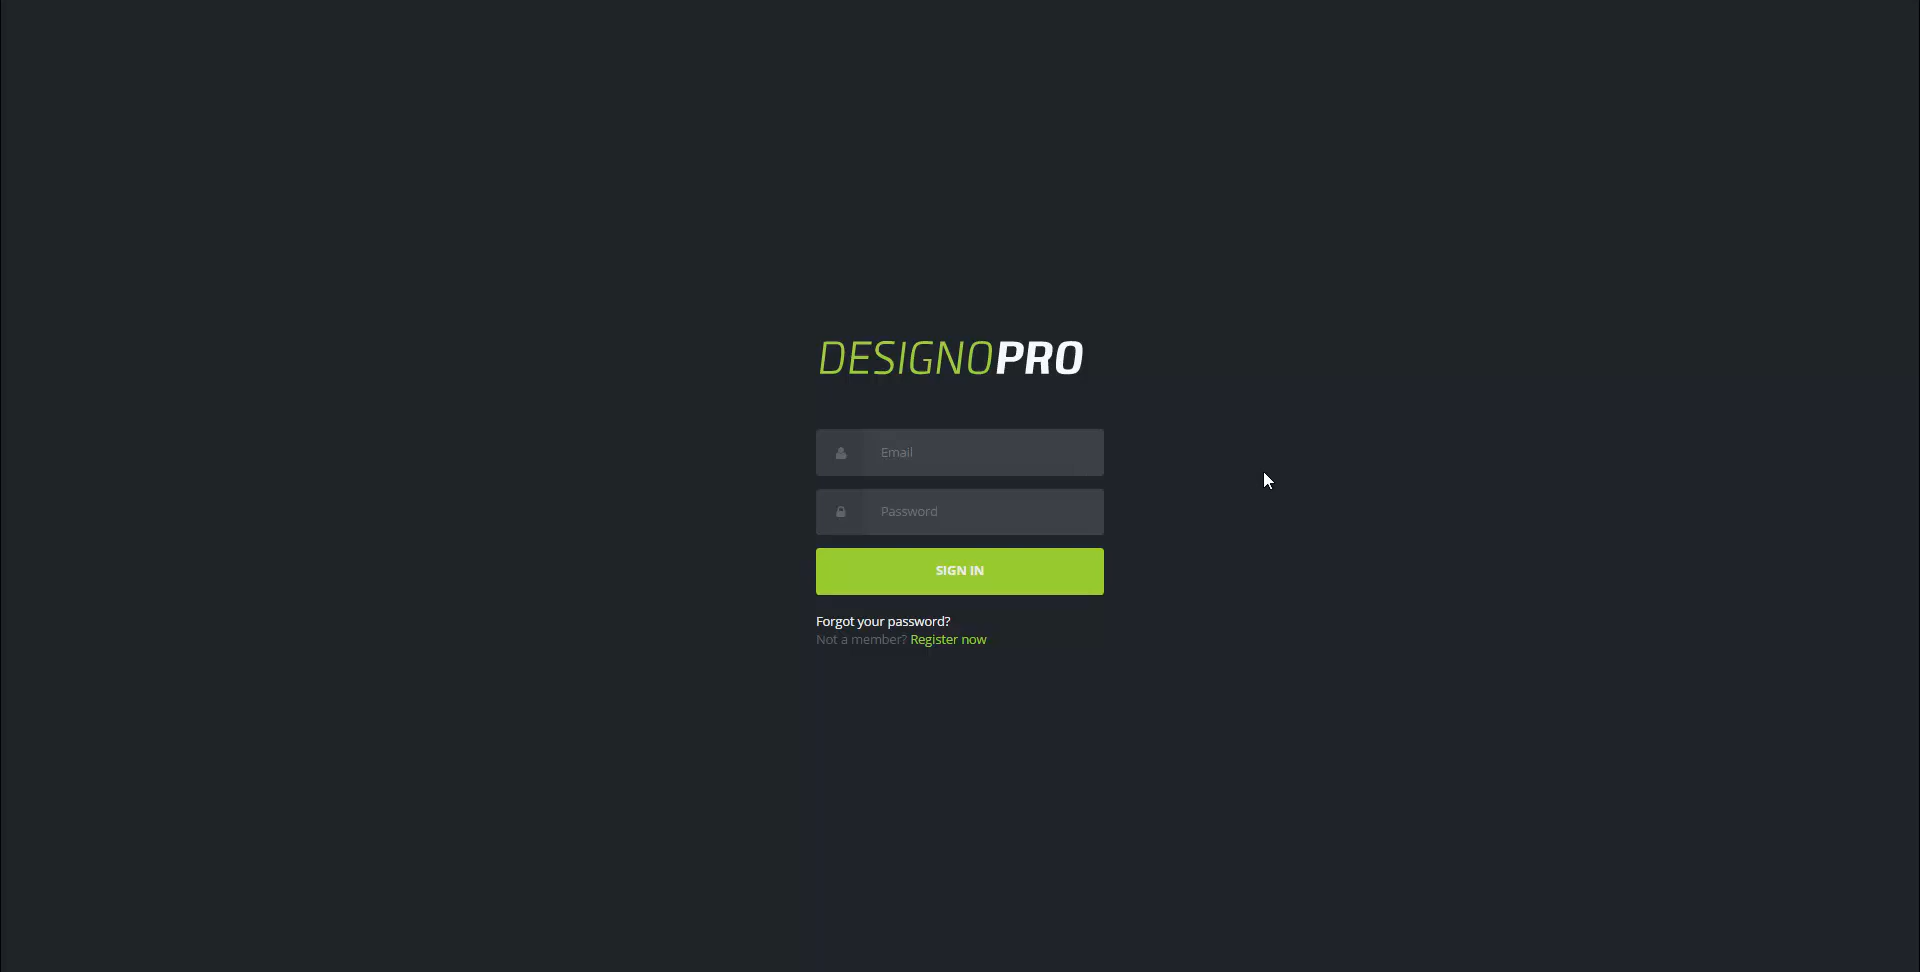 DESIGNOPRO
Email
Password
SIGN IN
Forgot your password?
Not a member? Register now